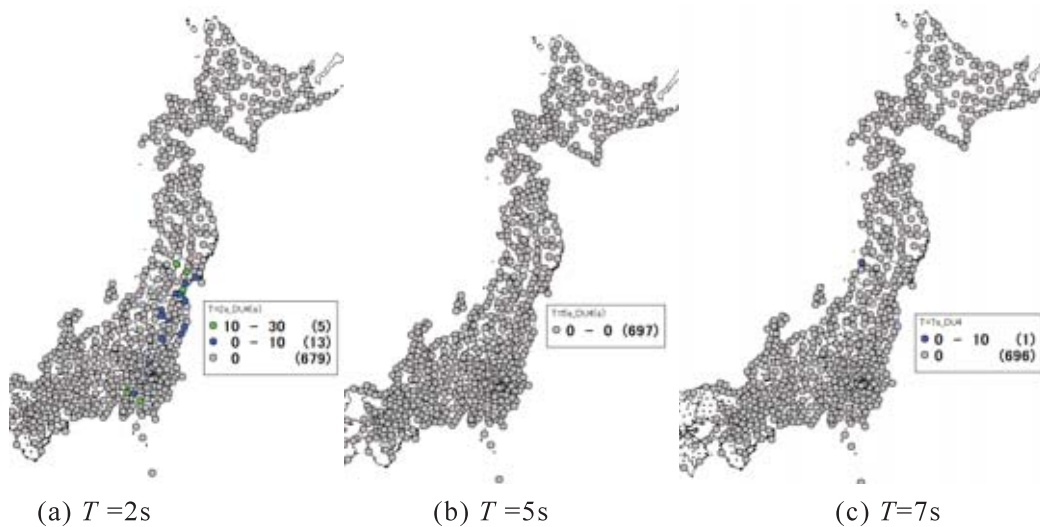 T=2s_DU4(s)
10 - 30 (5)
0 - 10 (13)
0 (679)
T=5s_DU4(s)
0 - 0 (697)
T=7s_DU4
0 - 10 (1)
0 (696)
(a) T =2s
(b) T =5s
(c) T=7s